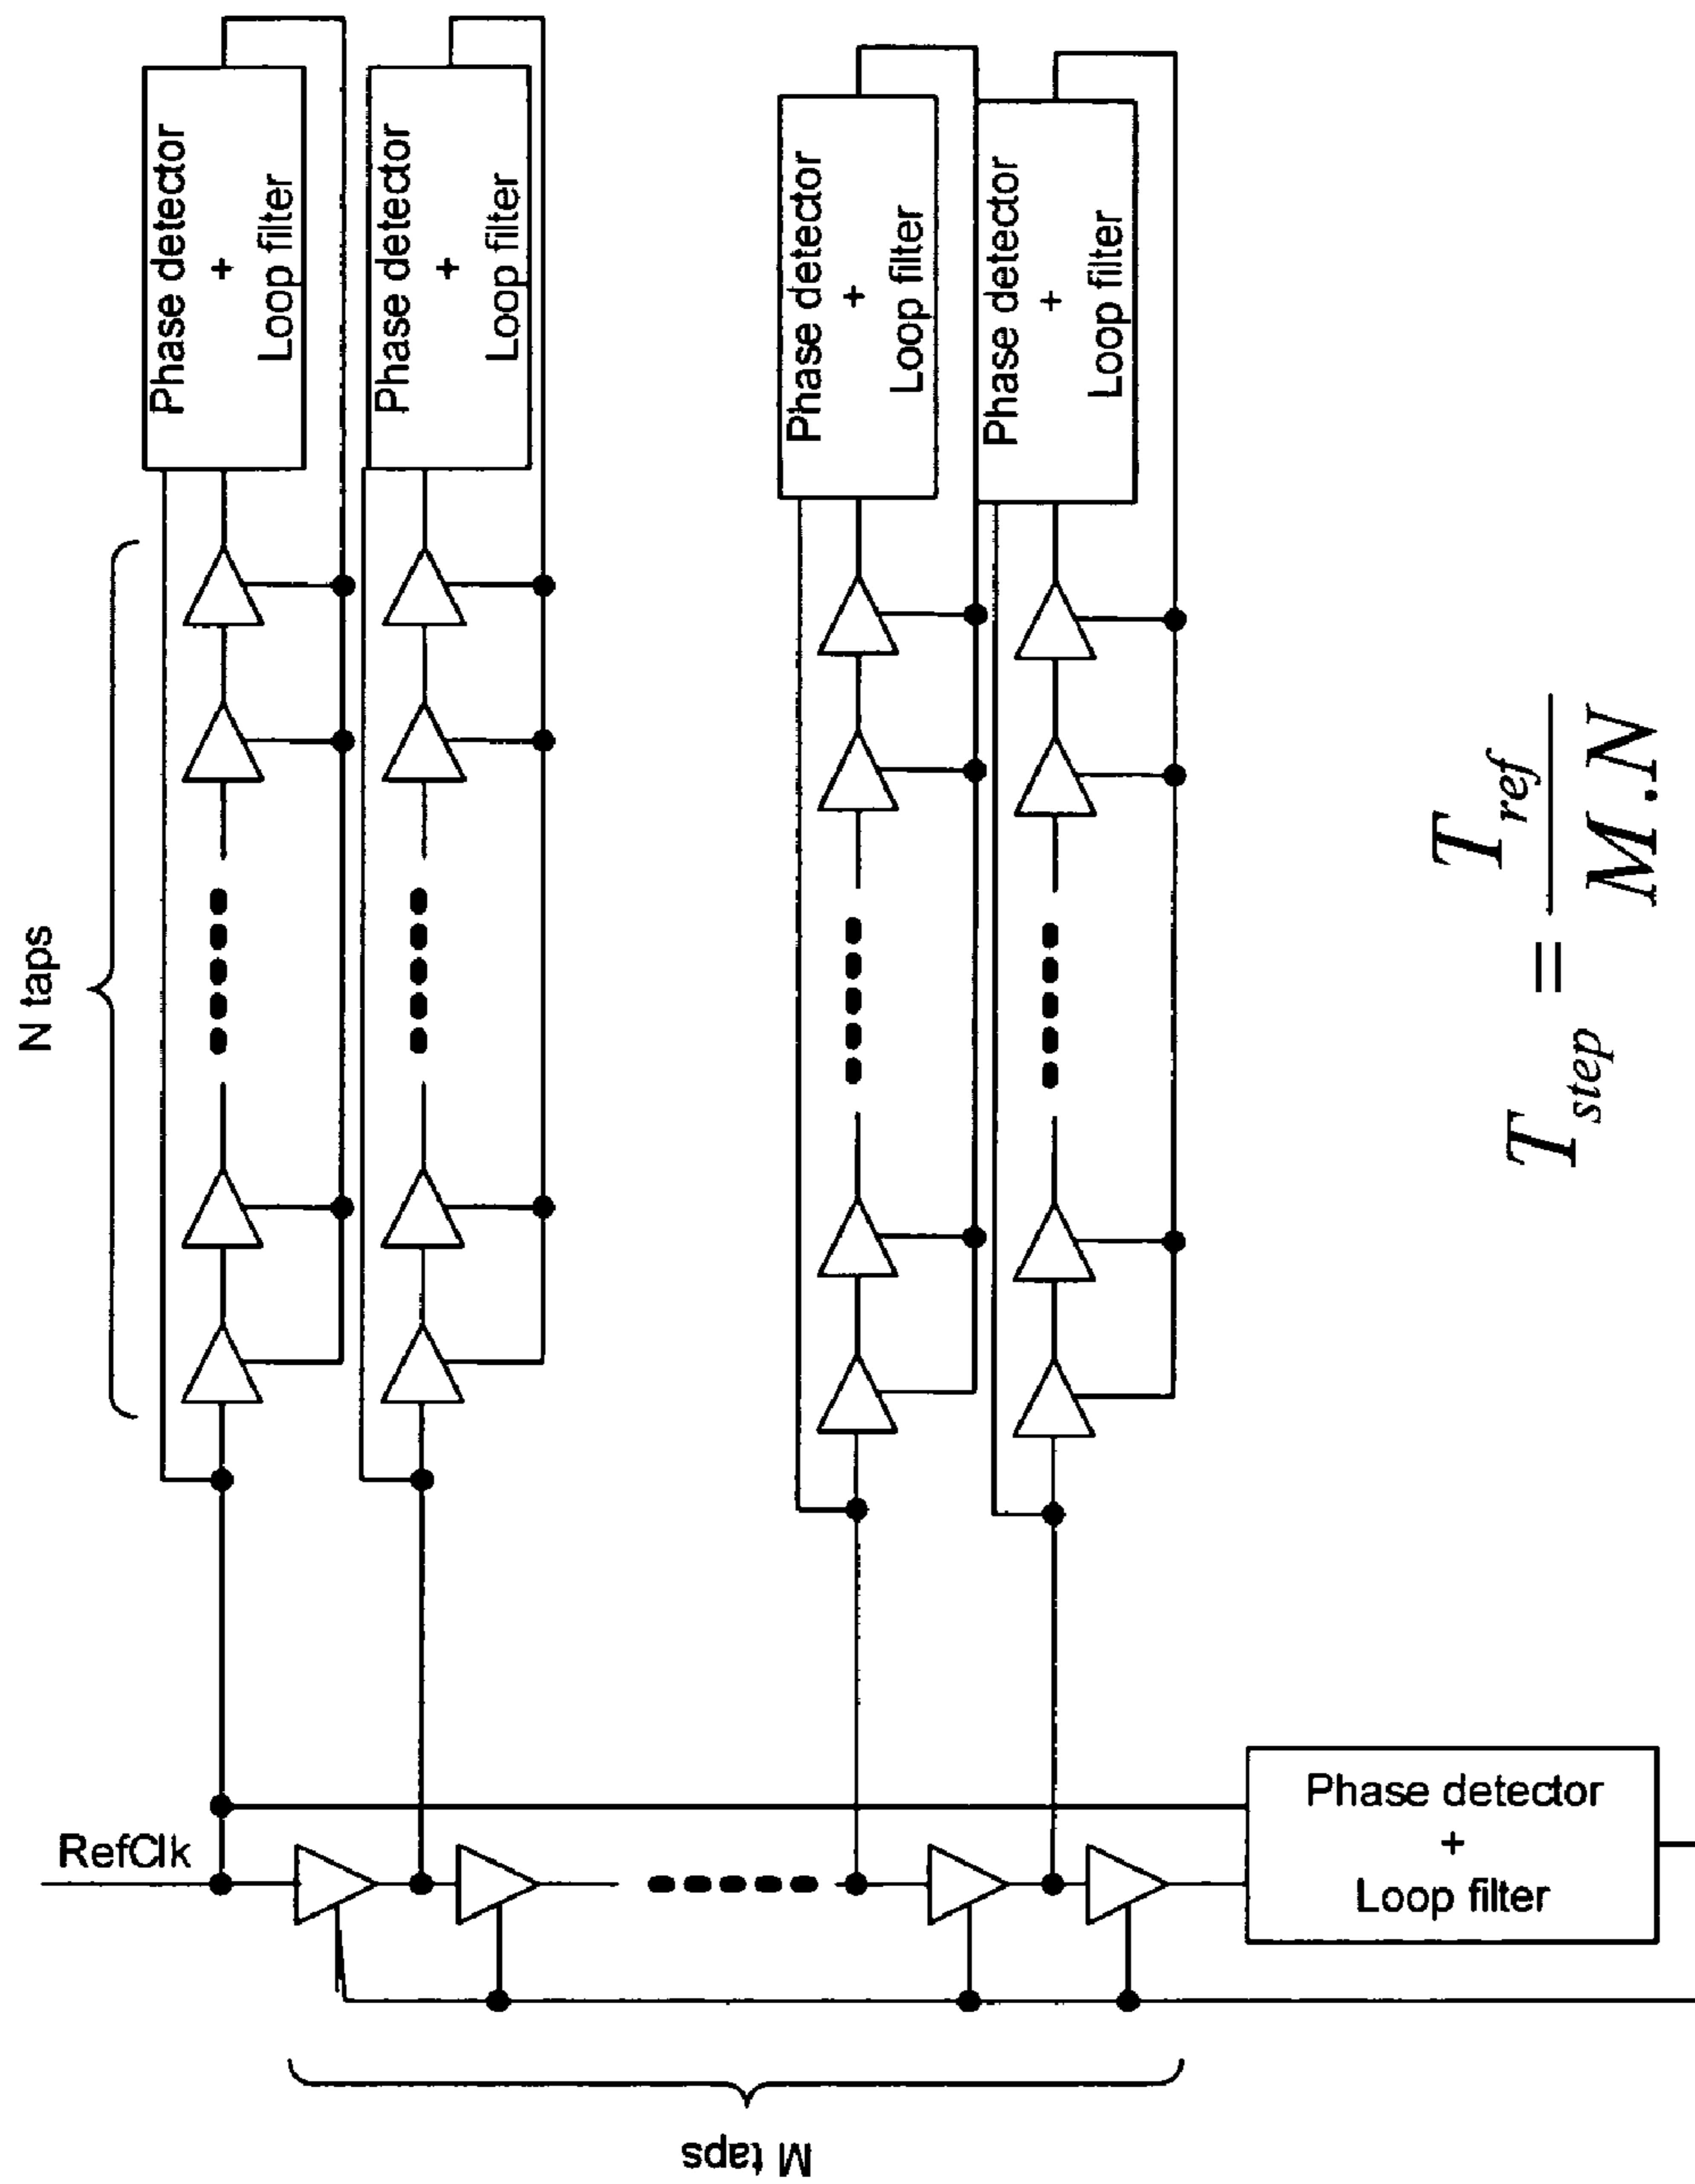 N taps
Phase detector
+
Loop filter
Phase detector
+
Loop filter
Phase detector
+
Loop filter
Phase detector
+
Loop filter
RefClk
Phase detector
+
Loop filter
M taps
T_step = T_ref / M.N